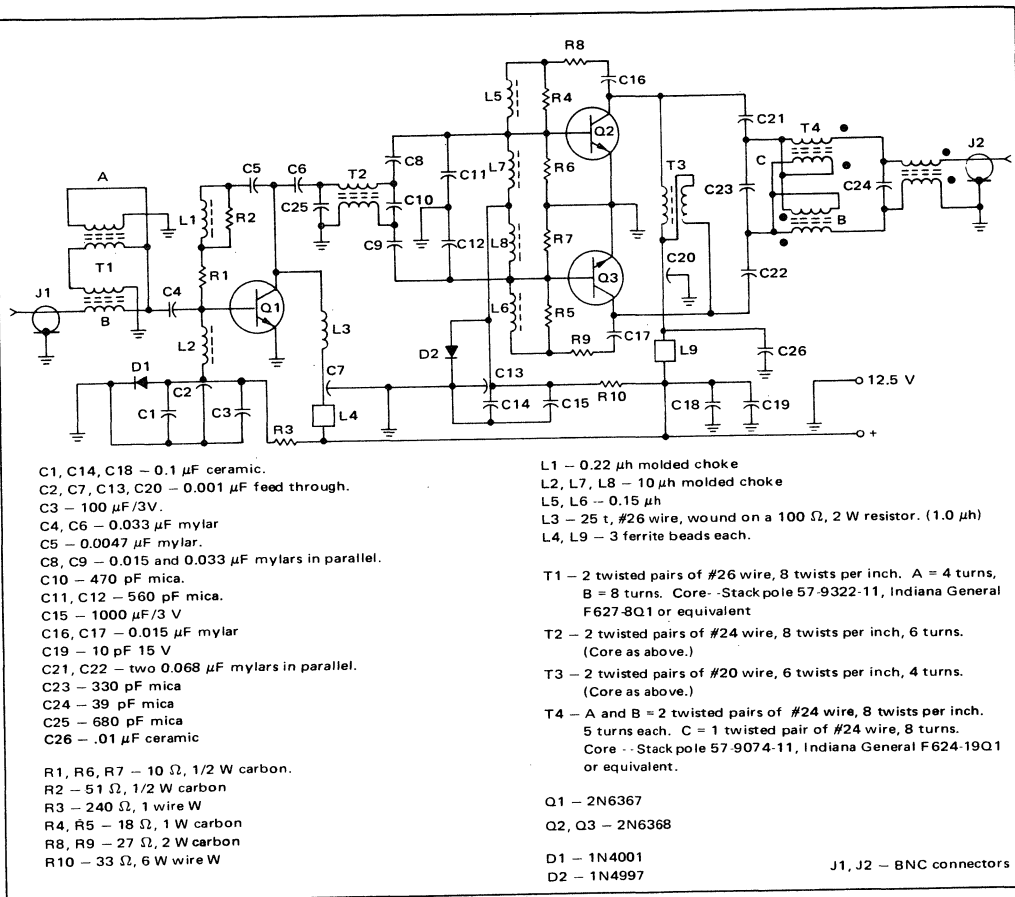 R8
C16
L5
R4
C21
Q2
T4
J2
C5
C6
T2
C8
L7
R6
T3
C
A
C11
C23
C24
C25
C10
L1
R2
C9
C12
L8
R7
B
T1
R1
C20
C22
J1
C4
Q3
B
Q1
L6
R5
L3
L2
D2
C17
L9
C26
D1
R9
C7
C13
12.5 V
C2
C1
C3
L4
C14
C15
R10
C18
C19
R3
+
C1, C14, C18 – 0.1 μF ceramic.
C2, C7, C13, C20 – 0.001 μF feed through.
C3 – 100 μF/3V.
C4, C6 – 0.033 μF mylar
C5 – 0.0047 μF mylar.
C8, C9 – 0.015 and 0.033 μF mylars in parallel.
C10 – 470 pF mica.
C11, C12 – 560 pF mica.
C15 – 1000 μF/3 V
C16, C17 – 0.015 μF mylar
C19 – 10 pF 15 V
C21, C22 – two 0.068 μF mylars in parallel.
C23 – 330 pF mica
C24 – 39 pF mica
C25 – 680 pF mica
C26 – .01 μF ceramic
R1, R6, R7 – 10 Ω, 1/2 W carbon.
R2 – 51 Ω, 1/2 W carbon
R3 – 240 Ω, 1 wire W
R4, R5 – 18 Ω, 1 W carbon
R8, R9 – 27 Ω, 2 W carbon
R10 – 33 Ω, 6 W wire W
L1 – 0.22 μh molded choke
L2, L7, L8 – 10 μh molded choke
L5, L6 -- 0.15 μh
L3 – 25 t, #26 wire, wound on a 100 Ω, 2 W resistor. (1.0 μh)
L4, L9 – 3 ferrite beads each.
T1 – 2 twisted pairs of #26 wire, 8 twists per inch. A = 4 turns,
B = 8 turns. Core- -Stackpole 57-9322-11, Indiana General
F627-8Q1 or equivalent
T2 – 2 twisted pairs of #24 wire, 8 twists per inch, 6 turns.
(Core as above.)
T3 – 2 twisted pairs of #20 wire, 6 twists per inch, 4 turns.
(Core as above.)
T4 – A and B = 2 twisted pairs of #24 wire, 8 twists per inch.
5 turns each. C = 1 twisted pair of #24 wire, 8 turns.
Core - - Stackpole 57-9074-11, Indiana General F624-19Q1
or equivalent.
Q1 – 2N6367
Q2, Q3 – 2N6368
D1 – 1N4001
D2 – 1N4997
J1, J2 – BNC connectors